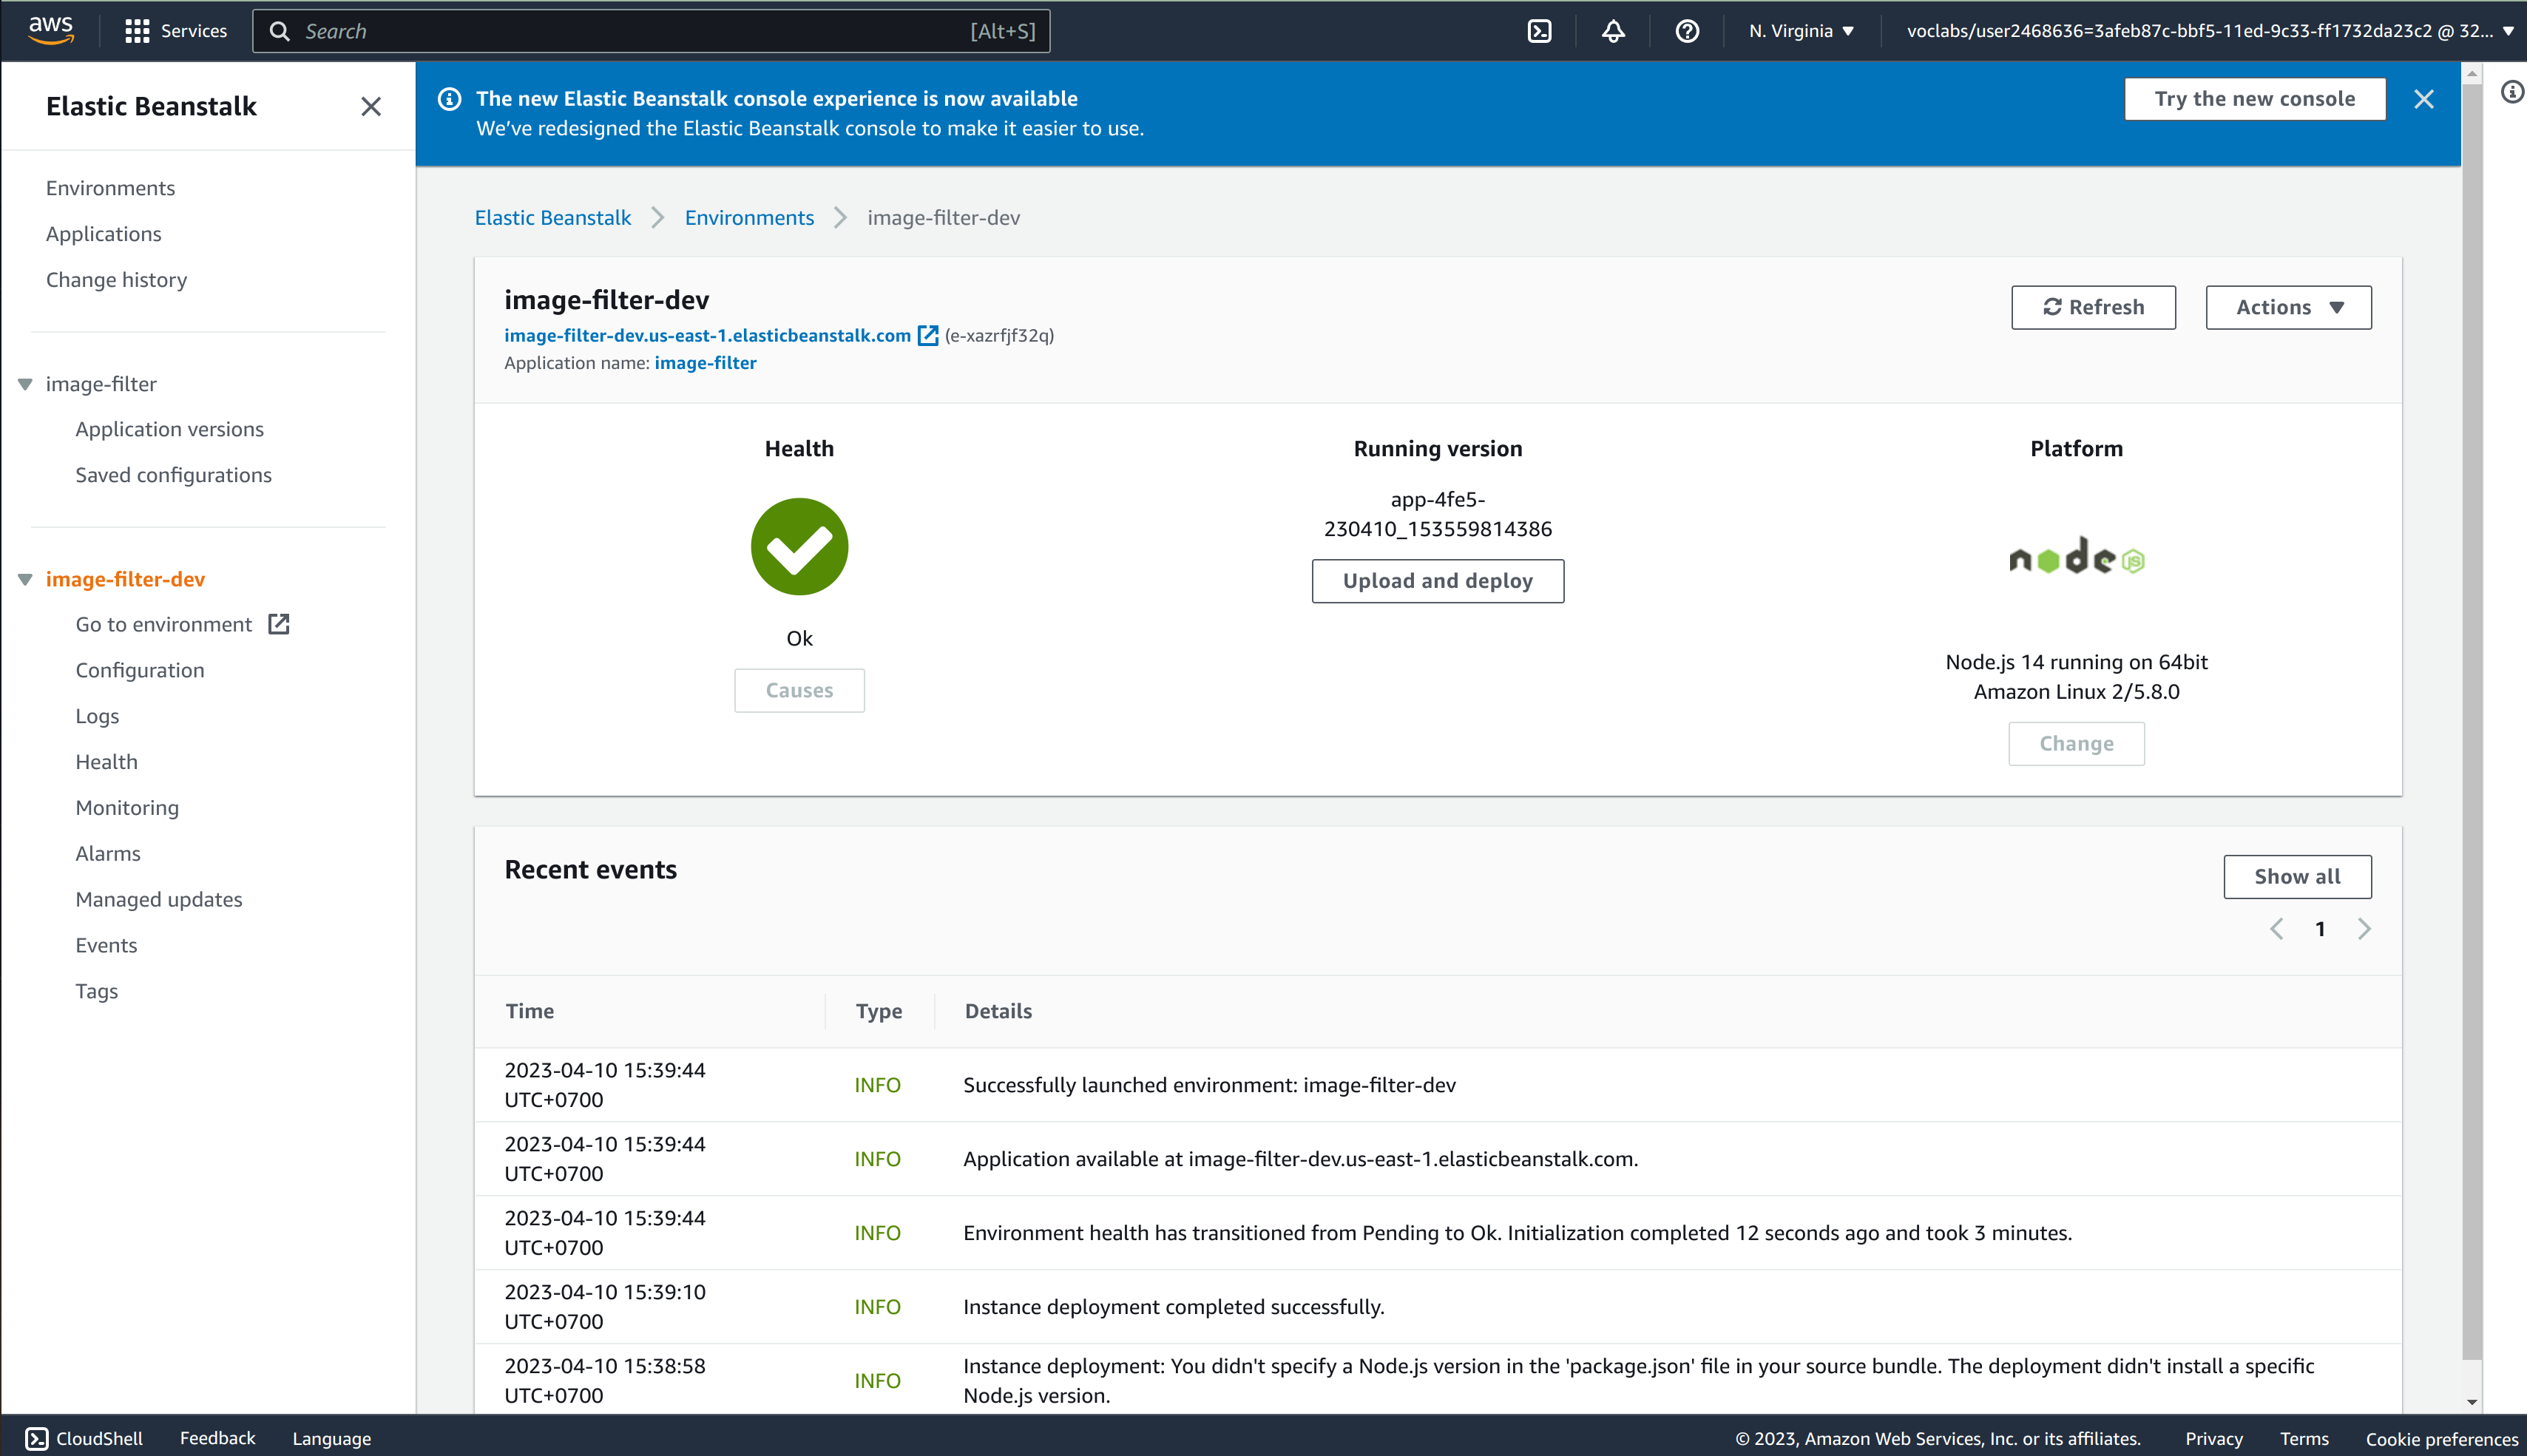 aws
Services
Search [Alt+S]
N. Virginia
voclabs/user2468636=3afeb87c-bbf5-11ed-9c33-ff1732da23c2 @ 32...
Elastic Beanstalk
Environments
Applications
Change history
image-filter
Application versions
Saved configurations
image-filter-dev
Go to environment
Configuration
Logs
Health
Monitoring
Alarms
Managed updates
Events
Tags
The new Elastic Beanstalk console experience is now available
We've redesigned the Elastic Beanstalk console to make it easier to use.
Try the new console
Elastic Beanstalk
Environments
image-filter-dev
image-filter-dev
image-filter-dev.us-east-1.elasticbeanstalk.com (e-xazrfjf32q)
Application name: image-filter
Refresh
Actions
Health
Ok
Causes
Running version
app-4fe5-
230410_153559814386
Upload and deploy
Platform
node JS
Node.js 14 running on 64bit
Amazon Linux 2/5.8.0
Change
Recent events
Show all
1
Time Type Details
2023-04-10 15:39:44
UTC+0700
INFO
Successfully launched environment: image-filter-dev
2023-04-10 15:39:44
UTC+0700
INFO
Application available at image-filter-dev.us-east-1.elasticbeanstalk.com.
2023-04-10 15:39:44
UTC+0700
INFO
Environment health has transitioned from Pending to Ok. Initialization completed 12 seconds ago and took 3 minutes.
2023-04-10 15:39:10
UTC+0700
INFO
Instance deployment completed successfully.
2023-04-10 15:38:58
UTC+0700
INFO
Instance deployment: You didn't specify a Node.js version in the 'package.json' file in your source bundle. The deployment didn't install a specific
Node.js version.
CloudShell
Feedback
Language
© 2023, Amazon Web Services, Inc. or its affiliates.
Privacy
Terms
Cookie preferences